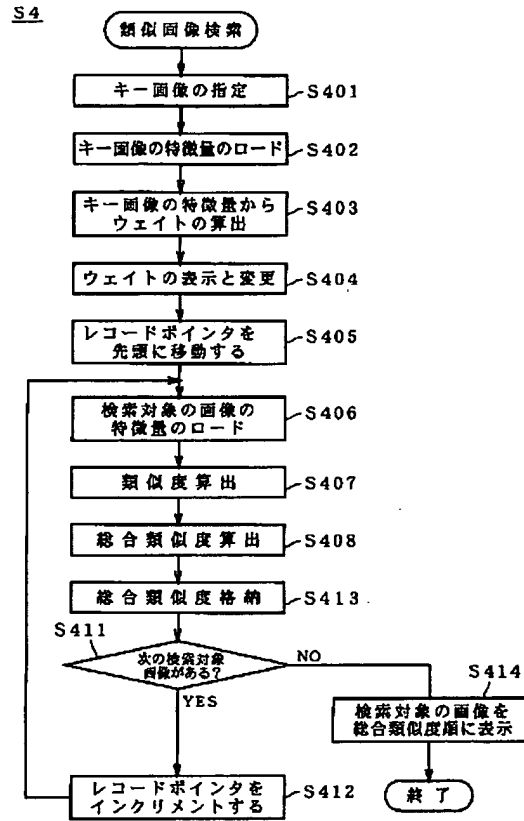 S4
類似画像検索
キー画像の指定
S401
キー画像の特徴量のロード
S402
キー画像の特徴量から
ウェイトの算出
S403
ウェイトの表示と変更
S404
レコードポインタを
先頭に移動する
S405
検索対象の画像の
特徴量のロード
S406
類似度算出
S407
総合類似度算出
S408
総合類似度格納
S413
S411
次の検索対象
画像がある?
NO
YES
S414
検索対象の画像を
総合類似度順に表示
レコードポインタを
インクリメントする
S412
終了